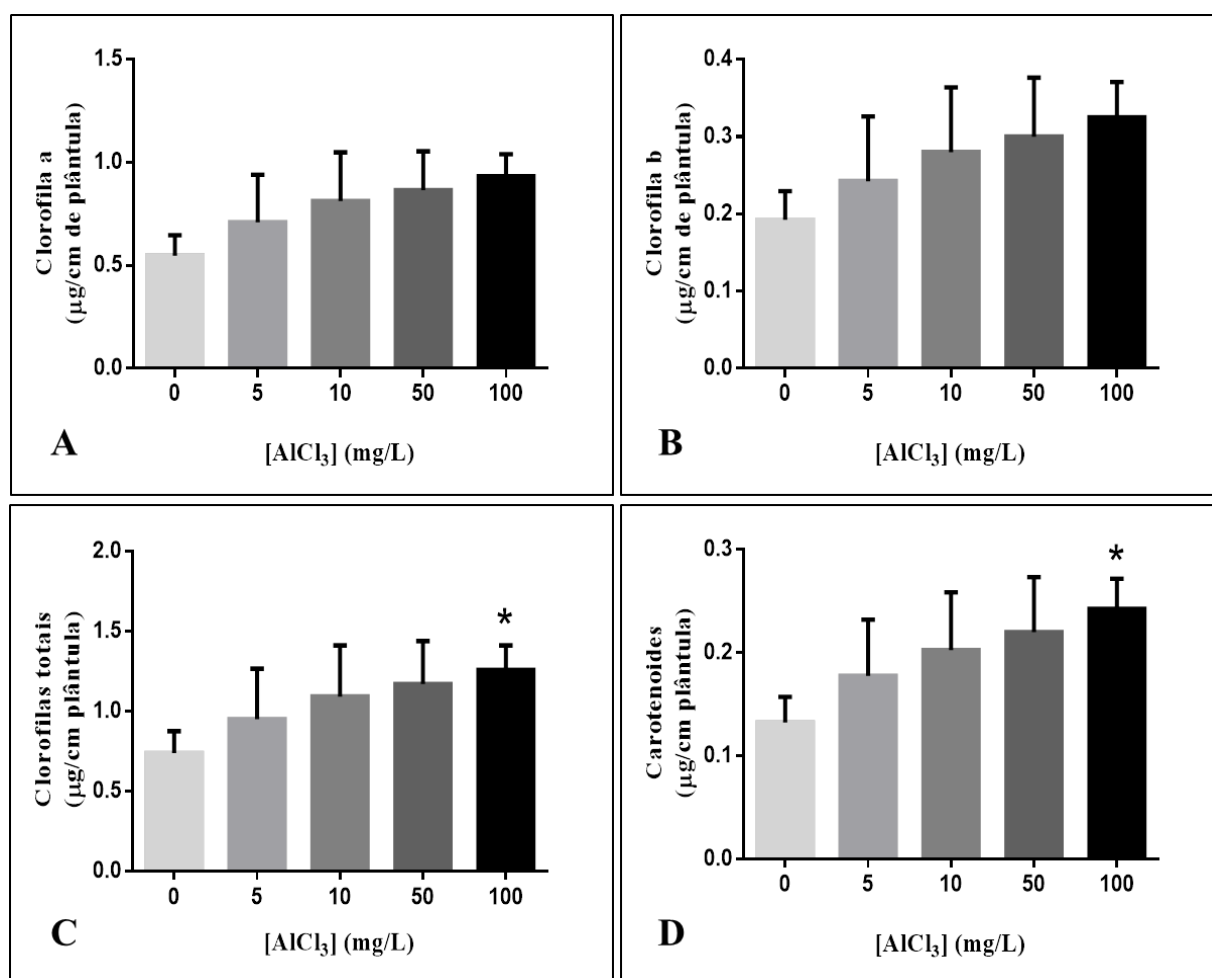 Clorofila a
(μg/cm de plântula)
1.5
1.0
0.5
0.0
0 5 10 50 100
[AlCl₃] (mg/L)
A
Clorofila b
(μg/cm de plântula)
0.4
0.3
0.2
0.1
0.0
0 5 10 50 100
[AlCl₃] (mg/L)
B
Clorofilas totais
(μg/cm plântula)
2.0
1.5
1.0
0.5
0.0
*
0 5 10 50 100
[AlCl₃] (mg/L)
C
Carotenoides
(μg/cm plântula)
0.3
0.2
0.1
0.0
*
0 5 10 50 100
[AlCl₃] (mg/L)
D